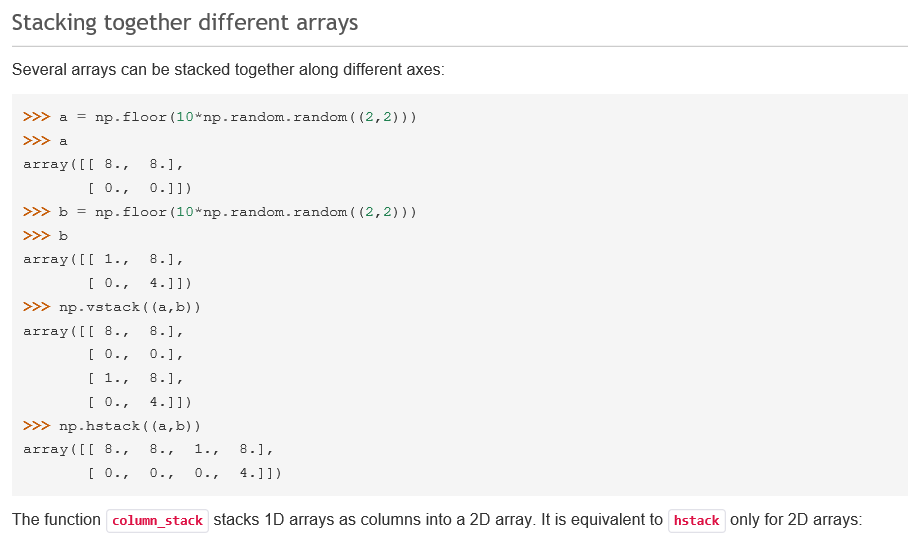 Stacking together different arrays
Several arrays can be stacked together along different axes:
>>> a = np.floor(10*np.random.random((2,2)))
>>> a
array([[ 8.,  8.],
       [ 0.,  0.]])
>>> b = np.floor(10*np.random.random((2,2)))
>>> b
array([[ 1.,  8.],
       [ 0.,  4.]])
>>> np.vstack((a,b))
array([[ 8.,  8.],
       [ 0.,  0.],
       [ 1.,  8.],
       [ 0.,  4.]])
>>> np.hstack((a,b))
array([[ 8.,  8.,  1.,  8.],
       [ 0.,  0.,  0.,  4.]])
The function column_stack stacks 1D arrays as columns into a 2D array. It is equivalent to hstack only for 2D arrays: